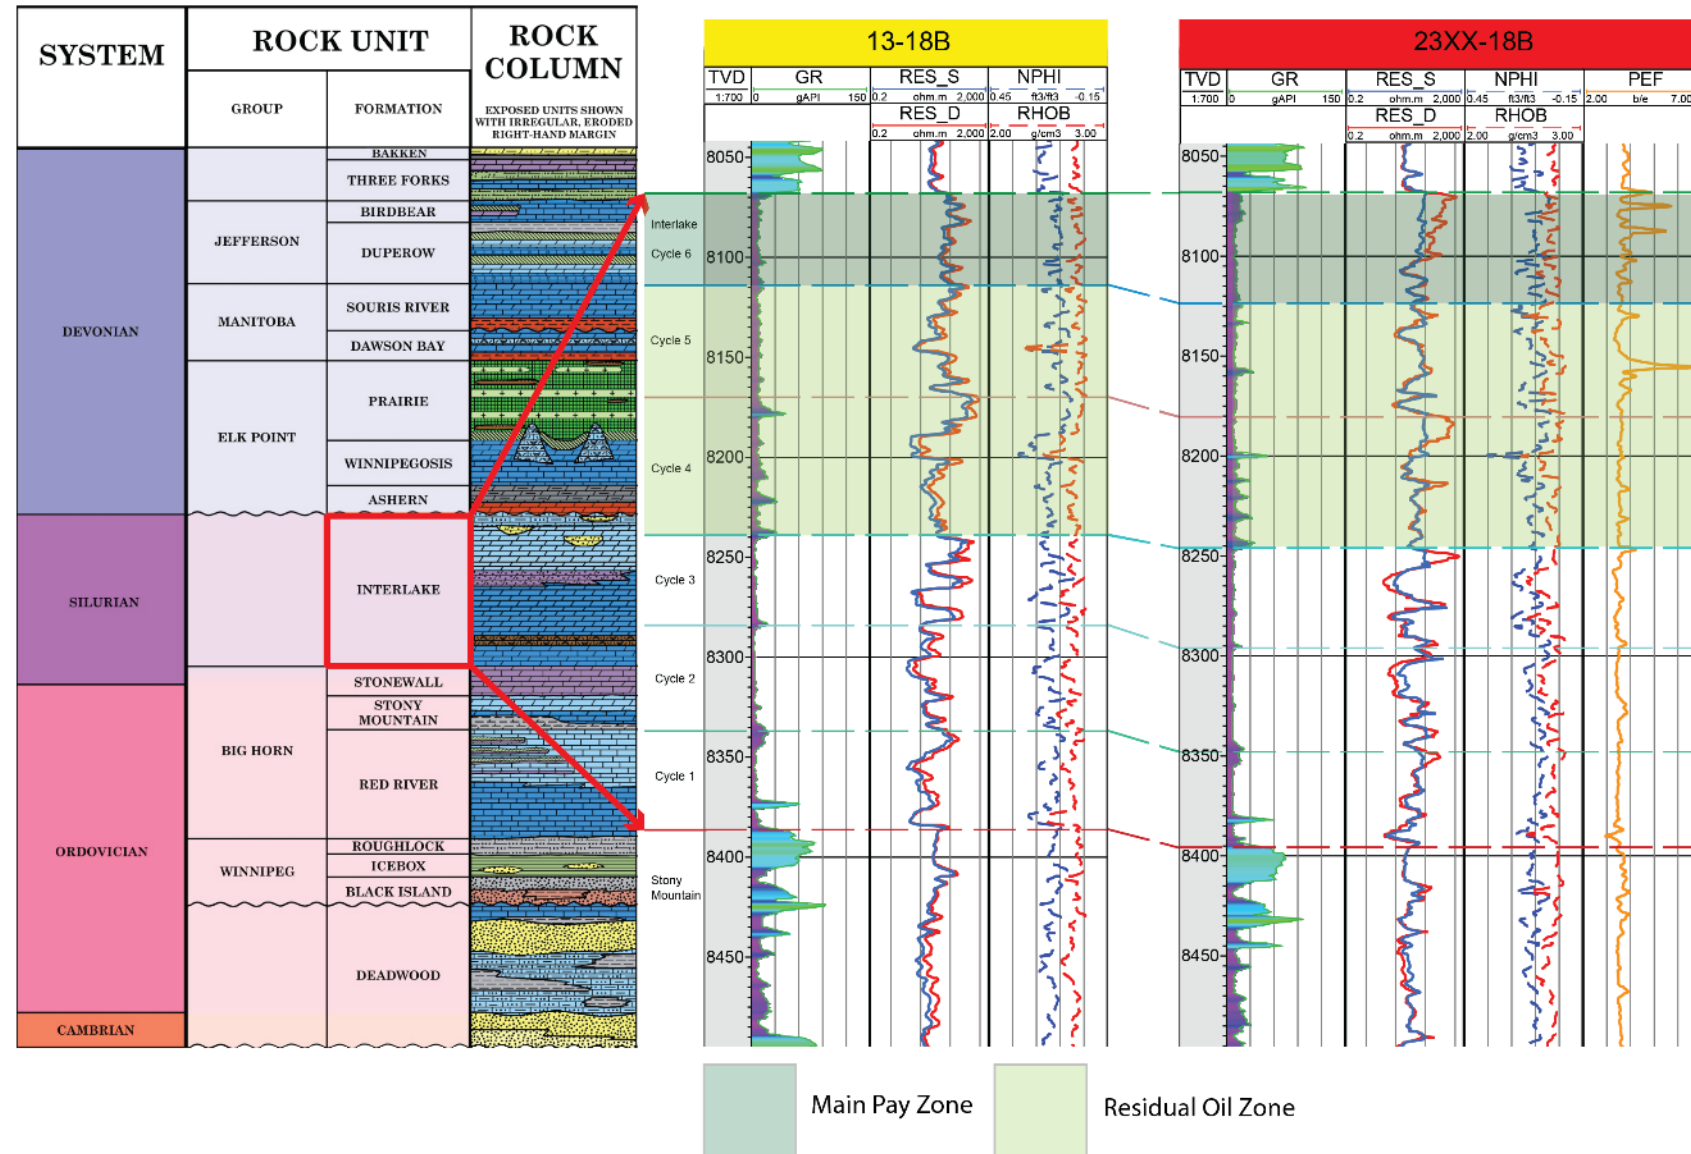 SYSTEM
ROCK UNIT
GROUP
FORMATION
ROCK
COLUMN
EXPOSED UNITS SHOWN
WITH IRREGULAR, ERODED
RIGHT-HAND MARGIN
DEVONIAN
SILURIAN
ORDOVICIAN
CAMBRIAN
JEFFERSON
MANITOBA
ELK POINT
BIG HORN
WINNIPEG
BAKKEN
THREE FORKS
BIRDBEAR
DUPEROW
SOURIS RIVER
DAWSON BAY
PRAIRIE
WINNIPEGOSIS
ASHERN
INTERLAKE
STONEWALL
STONY
MOUNTAIN
RED RIVER
ROUGHLOCK
ICEBOX
BLACK ISLAND
DEADWOOD
Interlake
Cycle 6
Cycle 5
Cycle 4
Cycle 3
Cycle 2
Cycle 1
Stony
Mountain
13-18B
TVD GR RES_S NPHI
1:700 0 gAPI 150 0.2 ohm.m 2,000 0.45 ft3/ft3 -0.15
RES_D RHOB
0.2 ohm.m 2,000 2.00 g/cm3 3.00
8050
8100
8150
8200
8250
8300
8350
8400
8450
23XX-18B
TVD GR RES_S NPHI PEF
1:700 0 gAPI 150 0.2 ohm.m 2,000 0.45 ft3/ft3 -0.15 2.00 b/e 7.00
RES_D RHOB
0.2 ohm.m 2,000 2.00 g/cm3 3.00
8050
8100
8150
8200
8250
8300
8350
8400
8450
Main Pay Zone
Residual Oil Zone